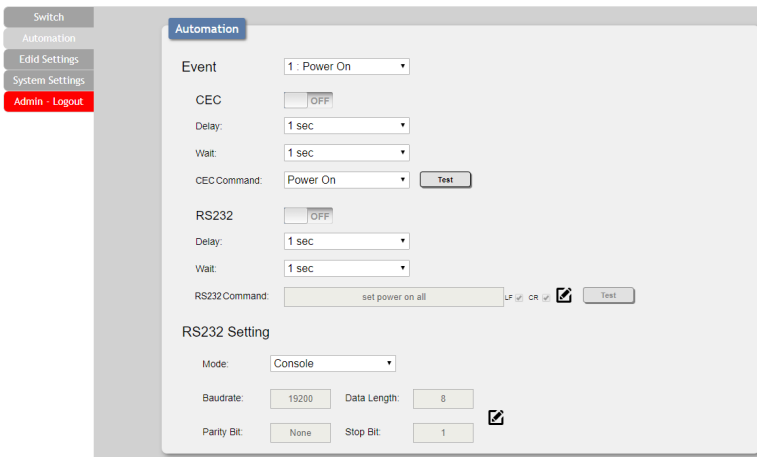 Switch
Automation
Edid Settings
System Settings
Admin - Logout
Automation
Event 1 : Power On
CEC OFF
Delay: 1 sec
Wait: 1 sec
CEC Command: Power On Test
RS232 OFF
Delay: 1 sec
Wait: 1 sec
RS232 Command: set power on all LF CR Test
RS232 Setting
Mode: Console
Baudrate: 19200 Data Length: 8
Parity Bit: None Stop Bit: 1